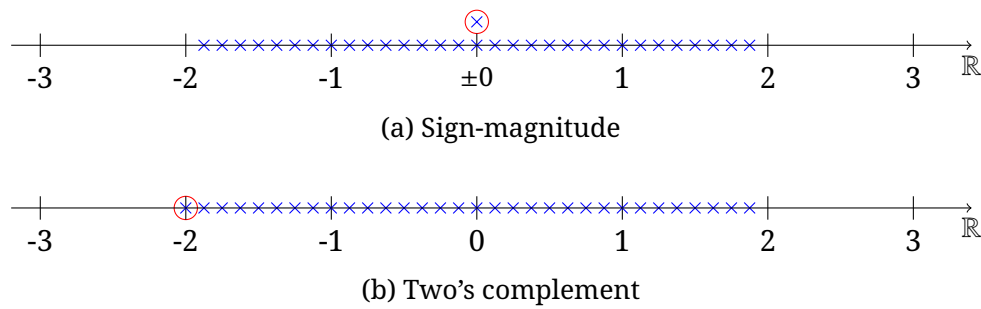 -3 -2 -1 ±0 1 2 3 ℝ
(a) Sign-magnitude
-3 -2 -1 0 1 2 3 ℝ
(b) Two’s complement